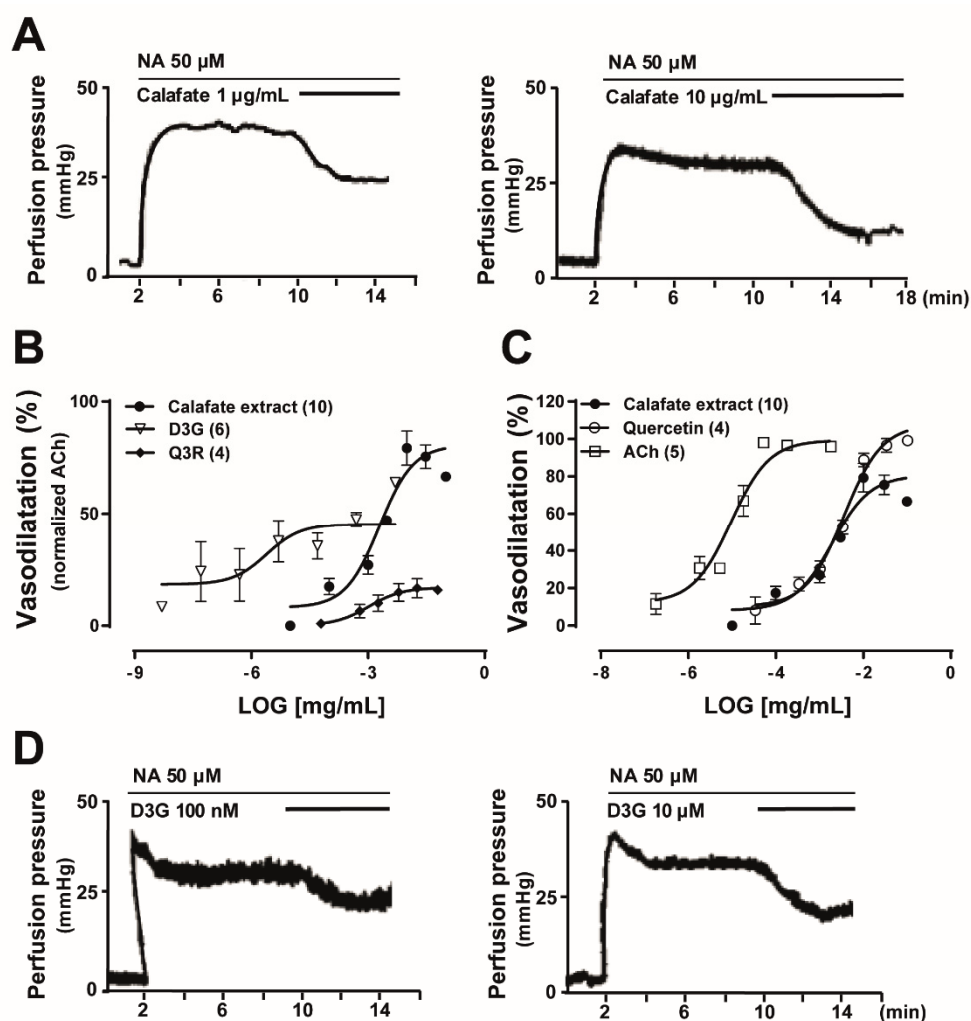 A
NA 50 µM
Calafate 1 µg/mL
Perfusion pressure
(mmHg)
50
25
0
2 6 10 14
NA 50 µM
Calafate 10 µg/mL
Perfusion pressure
(mmHg)
50
25
0
2 6 10 14 18 (min)
B
Vasodilatation (%)
(normalized ACh)
100
50
0
Calafate extract (10)
D3G (6)
Q3R (4)
-9 -6 -3 0
LOG [mg/mL]
C
Vasodilatation (%)
120
100
80
60
40
20
0
Calafate extract (10)
Quercetin (4)
ACh (5)
-8 -6 -4 -2 0
LOG [mg/mL]
D
NA 50 µM
D3G 100 nM
Perfusion pressure
(mmHg)
50
25
0
2 6 10 14
NA 50 µM
D3G 10 µM
Perfusion pressure
(mmHg)
50
25
0
2 6 10 14 (min)